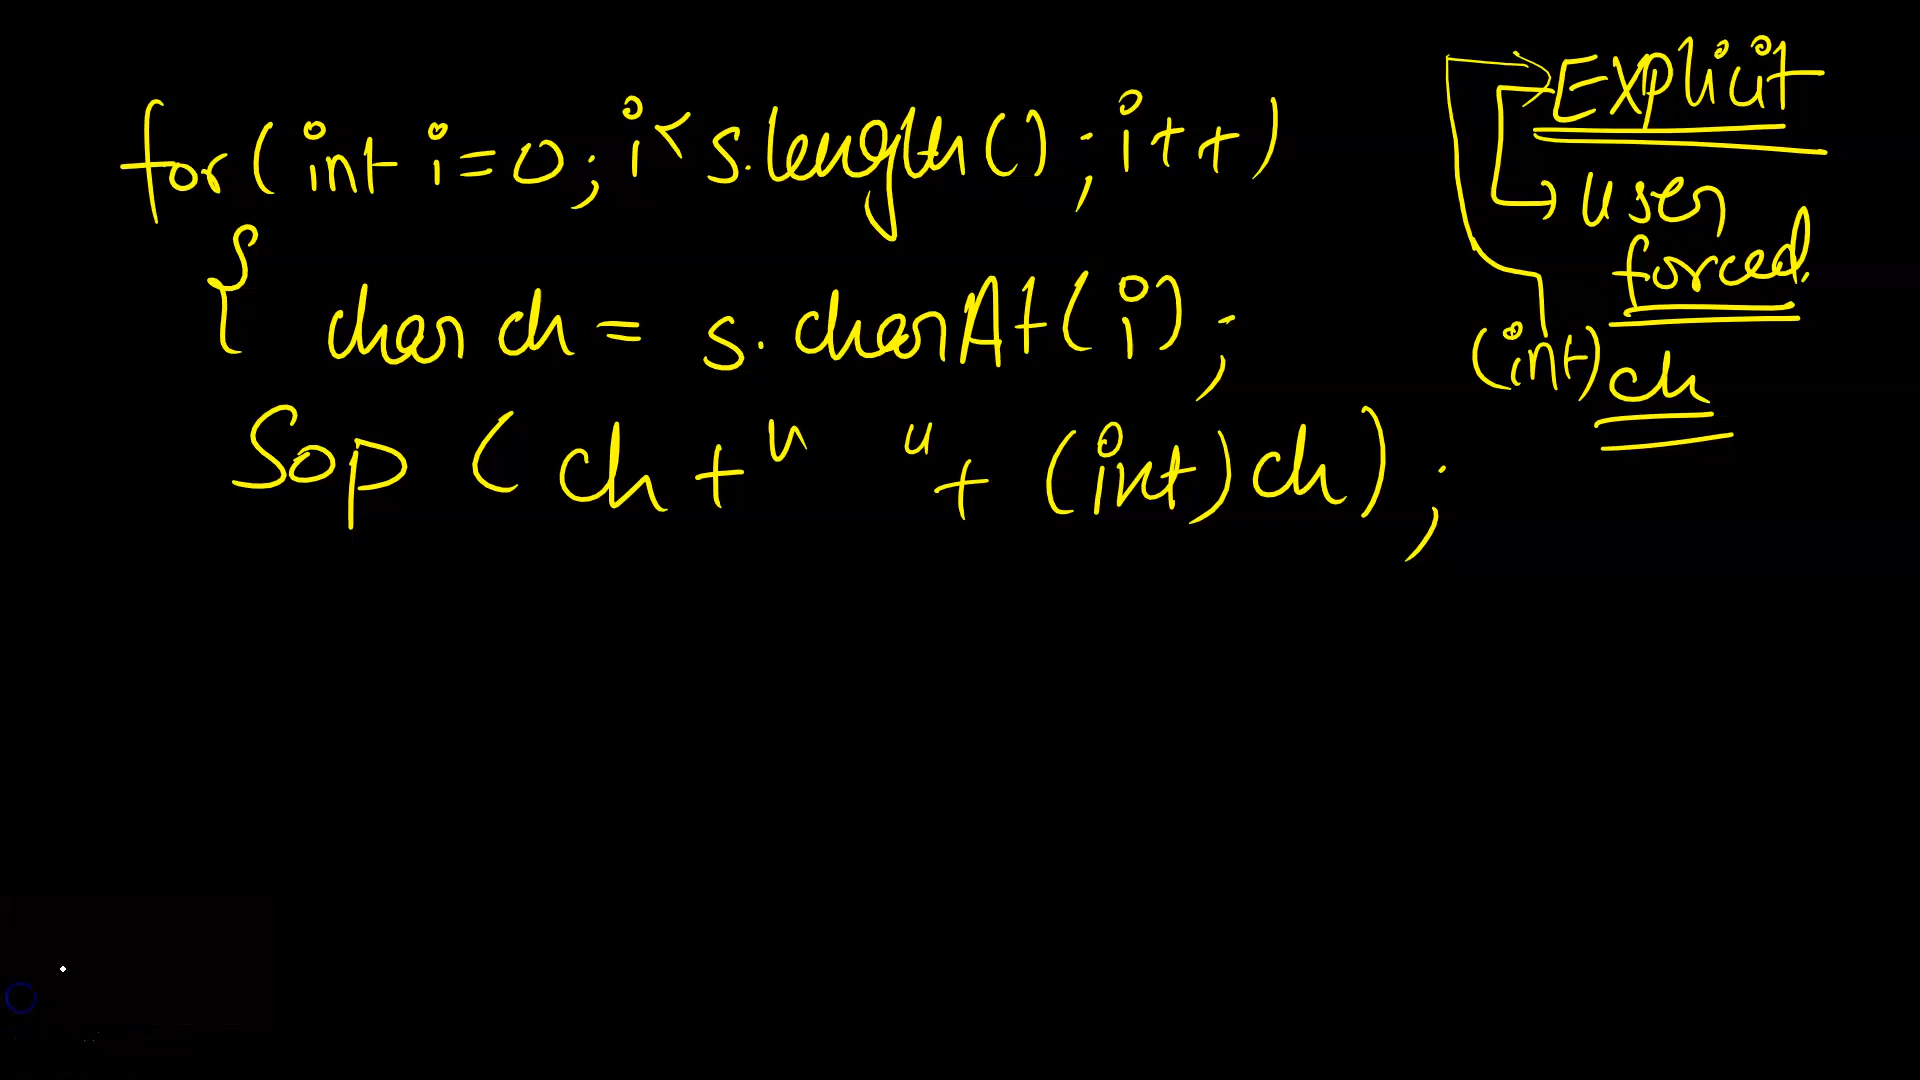 for(int i=0; i<s.length(); i++)
{ char ch = s.charAt(i);
Sop (ch + " " + (int)ch);
Explicit
user
forced.
(int)ch